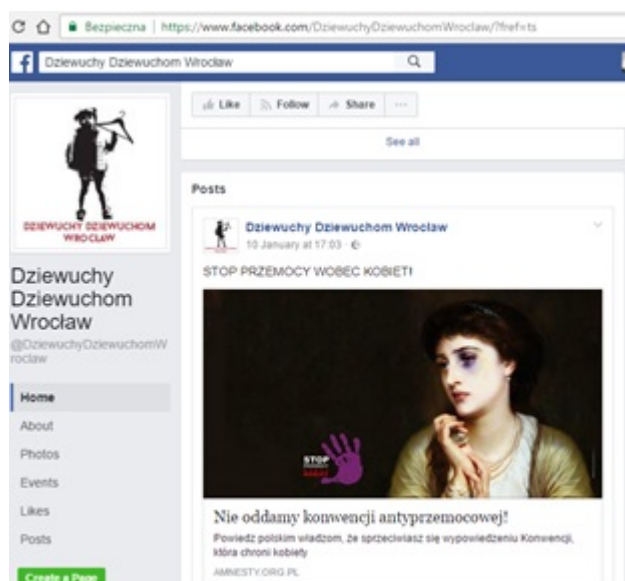 Bezpieczna | https://www.facebook.com/DziewuchyDziewuchomWroclaw/?fref=ts
Dziewuchy Dziewuchom Wrocław
Like Follow Share ...
See all
DZIEWUCHY DZIEWUCHOM
WROCŁAW
Dziewuchy
Dziewuchom
Wrocław
@DziewuchyDziewuchomW
roclaw
Home
About
Photos
Events
Likes
Posts
Create a Page
Posts
Dziewuchy Dziewuchom Wrocław
10 January at 17:03 ·
STOP PRZEMOCY WOBEC KOBIET!
STOP
Nie oddamy konwencji antyprzemocowej!
Powiedz polskim władzom, że sprzeciwiasz się wypowiedzeniu Konwencji,
która chroni kobiety
AMNESTY.ORG.PL